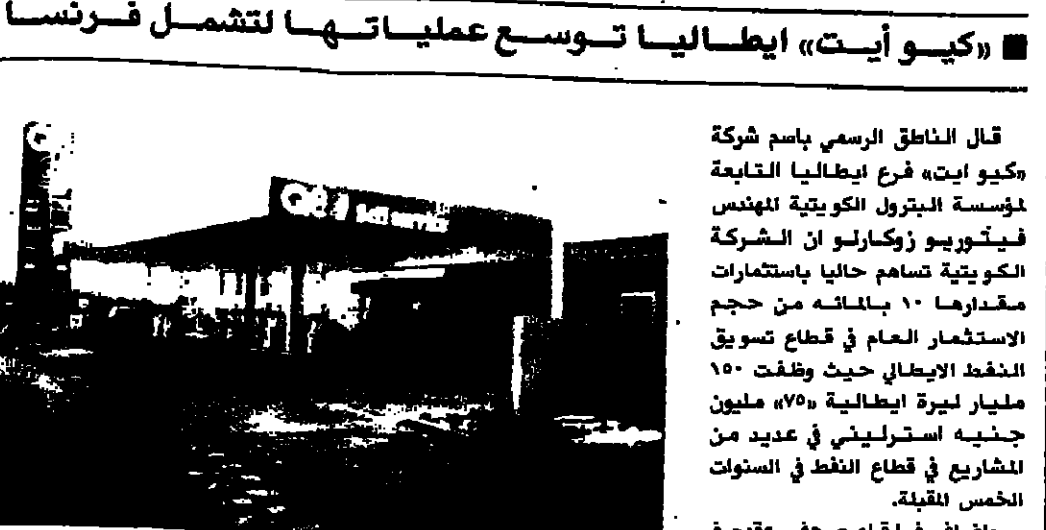 ■ «كيو أيت» ايطاليا توسع عملياتها لتشمل فرنسا
قال الناطق الرسمي باسم شركة
«كيو ايت» فرع ايطاليا التابعة
لمؤسسة البترول الكويتية المهندس
فيتوريو زوكارلو ان الشركة
الكويتية تساهم حاليا باستثمارات
مقدارها ١٠ بالمائه من حجم
الاستثمار العام في قطاع تسويق
النفط الايطالي حيث وظفت ١٥٠
مليار ليرة ايطالية «٧٥» مليون
جنيه استرليني في عديد من
المشاريع في قطاع النفط في السنوات
الخمس المقبلة.